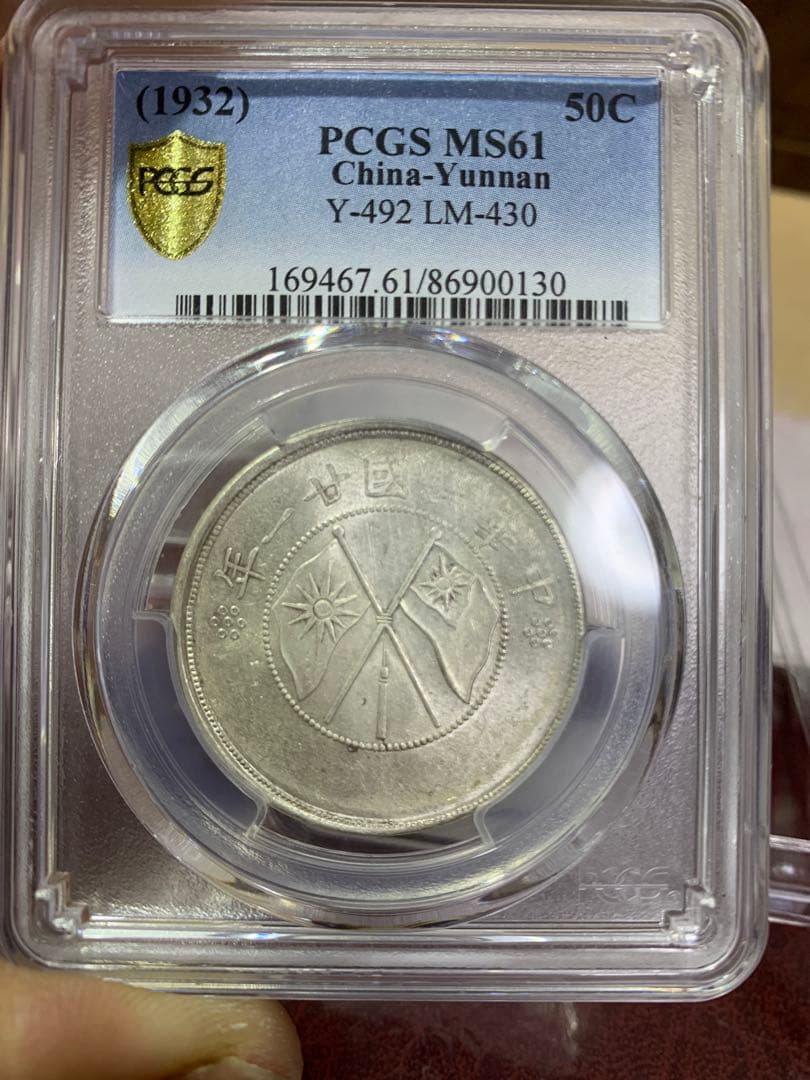 (1932) 50C
PCGS MS61
PCGS
China-Yunnan
Y-492 LM-430
169467.61/86900130
中華民國廿一年
PCGS